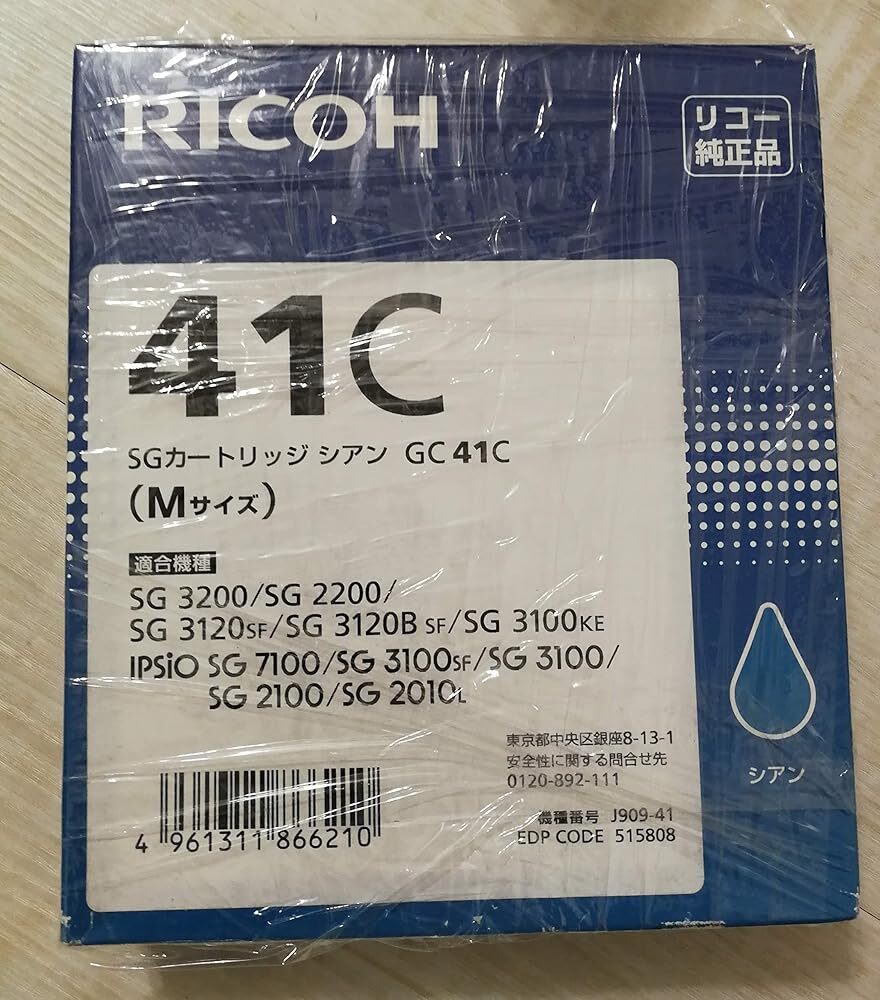 RICOH
リコー
純正品
41C
SGカートリッジ シアン GC 41C
(Mサイズ)
適合機種
SG 3200/SG 2200/
SG 3120SF/SG 3120B SF/SG 3100KE
IPSiO SG 7100/SG 3100SF/SG 3100/
SG 2100/SG 2010L
シアン
東京都中央区銀座8-13-1
安全性に関する問合せ先
0120-892-111
機種番号 J909-41
EDP CODE 515808
4 961311 866210